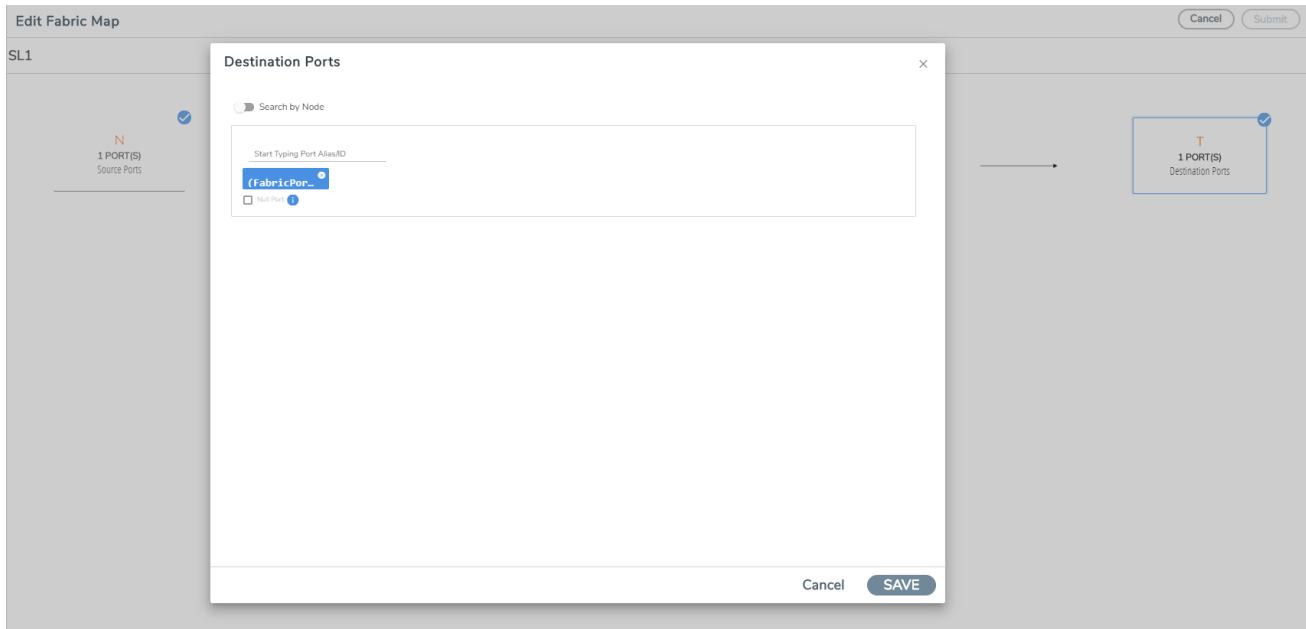 Edit Fabric Map
Cancel
Submit
SL1
Destination Ports
Search by Node
N
1 PORT(S)
Source Ports
Start Typing Port Alias/ID
(FabricPor…
Null Port
T
1 PORT(S)
Destination Ports
Cancel
SAVE